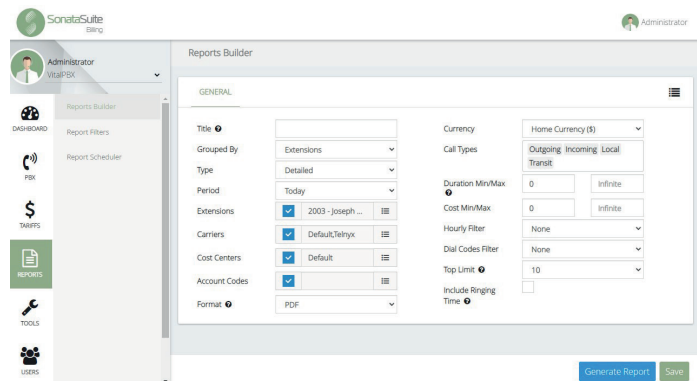 SonataSuite
Billing
Administrator
Administrator
VitalPBX
Reports Builder
DASHBOARD
PBX
TARIFFS
REPORTS
TOOLS
USERS
Reports Builder
Report Filters
Report Scheduler
GENERAL
Title
Grouped By Extensions
Type Detailed
Period Today
Extensions 2003 - Joseph ...
Carriers Default,Telnyx
Cost Centers Default
Account Codes
Format PDF
Currency Home Currency ($)
Call Types Outgoing Incoming Local
Transit
Duration Min/Max 0 Infinite
Cost Min/Max 0 Infinite
Hourly Filter None
Dial Codes Filter None
Top Limit 10
Include Ringing
Time
Generate Report Save